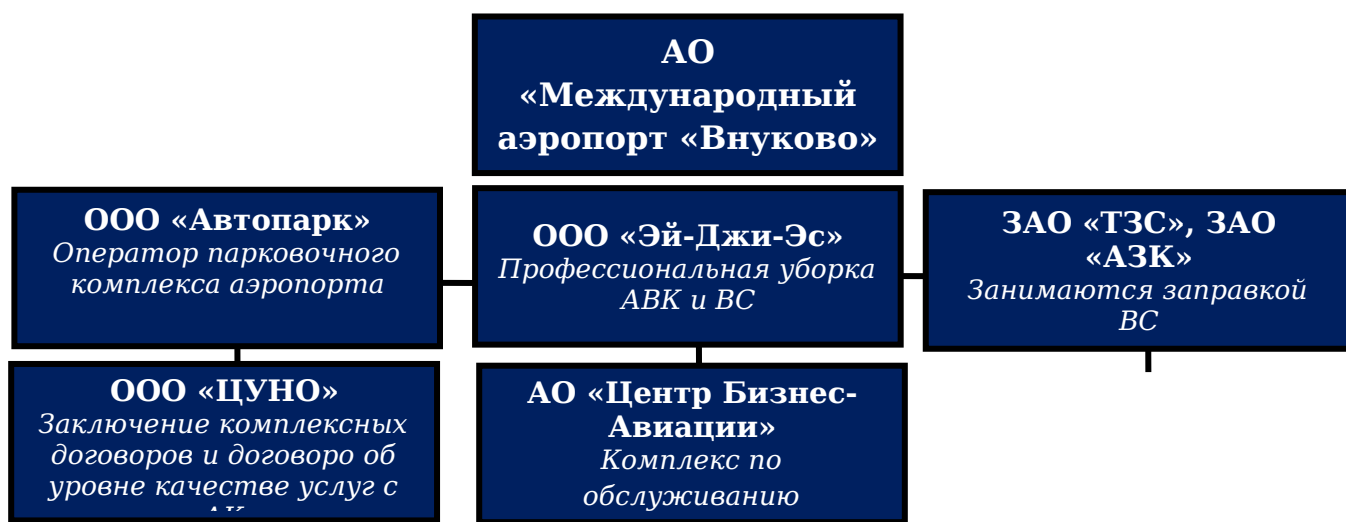 АО
«Международный
аэропорт «Внуково»
ООО «Автопарк»
Оператор парковочного
комплекса аэропорта
ООО «Эй-Джи-Эс»
Профессиональная уборка
АВК и ВС
ЗАО «ТЗС», ЗАО
«АЗК»
Занимаются заправкой
ВС
ООО «ЦУНО»
Заключение комплексных
договоров и договоро об
уровне качестве услуг с
АО «Центр Бизнес-
Авиации»
Комплекс по
обслуживанию